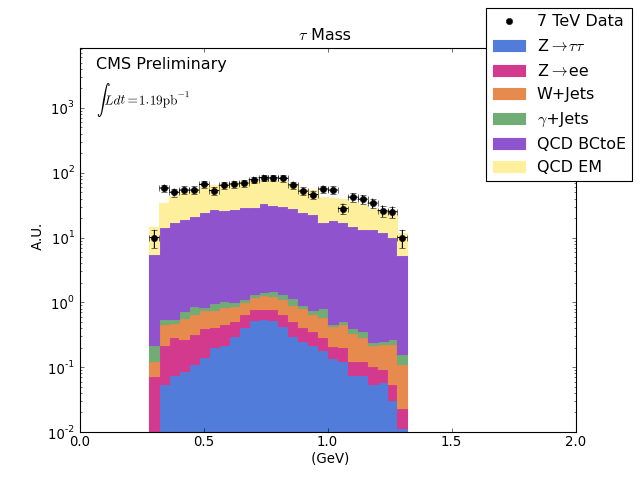 τ Mass
CMS Preliminary
∫Ldt = 1.19pb⁻¹
7 TeV Data
Z→ττ
Z→ee
W+Jets
γ+Jets
QCD BCtoE
QCD EM
A.U.
10³
10²
10¹
10⁰
10⁻¹
10⁻²
0.0 0.5 1.0 1.5 2.0
(GeV)